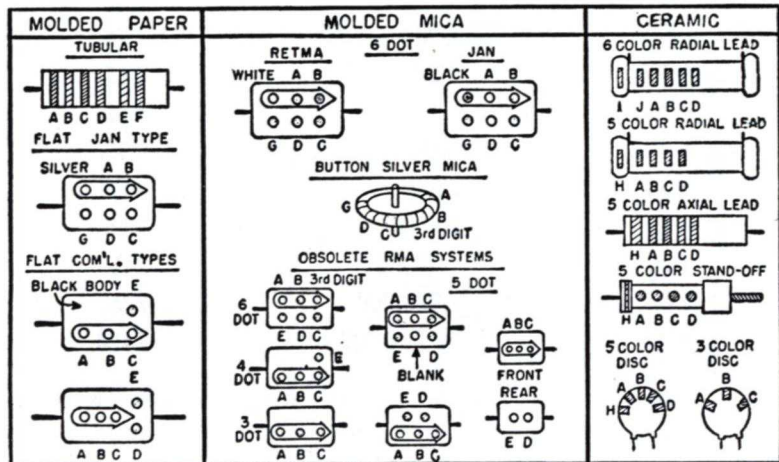 MOLDED PAPER
TUBULAR
A B C D E F
FLAT JAN TYPE
SILVER A B
G D C
FLAT COM'L. TYPES
BLACK BODY E
A B C
E
A B C D
MOLDED MICA
6 DOT
RETMA
WHITE A B
G D C
JAN
BLACK A B
G D C
BUTTON SILVER MICA
A
G B
D C 3rd DIGIT
OBSOLETE RMA SYSTEMS
A B 3rd DIGIT
6 DOT
E D C
5 DOT
A B C
E D
BLANK
ABC
FRONT
4 DOT
E
A B C
REAR
E D
3 DOT
A B C
E D
A B C
CERAMIC
6 COLOR RADIAL LEAD
I J A B C D
5 COLOR RADIAL LEAD
H A B C D
5 COLOR AXIAL LEAD
H A B C D
5 COLOR STAND-OFF
H A B C D
5 COLOR DISC
B
A C
H D
3 COLOR DISC
B
A C